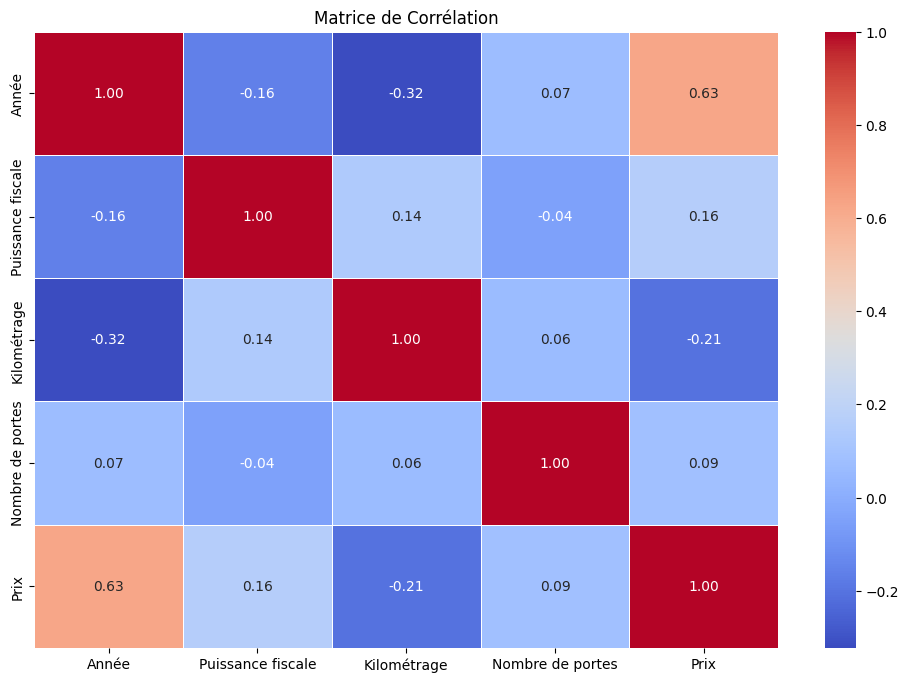 Matrice de Corrélation
Année 1.00 -0.16 -0.32 0.07 0.63
Puissance fiscale -0.16 1.00 0.14 -0.04 0.16
Kilométrage -0.32 0.14 1.00 0.06 -0.21
Nombre de portes 0.07 -0.04 0.06 1.00 0.09
Prix 0.63 0.16 -0.21 0.09 1.00
Année Puissance fiscale Kilométrage Nombre de portes Prix
1.0
0.8
0.6
0.4
0.2
0.0
−0.2